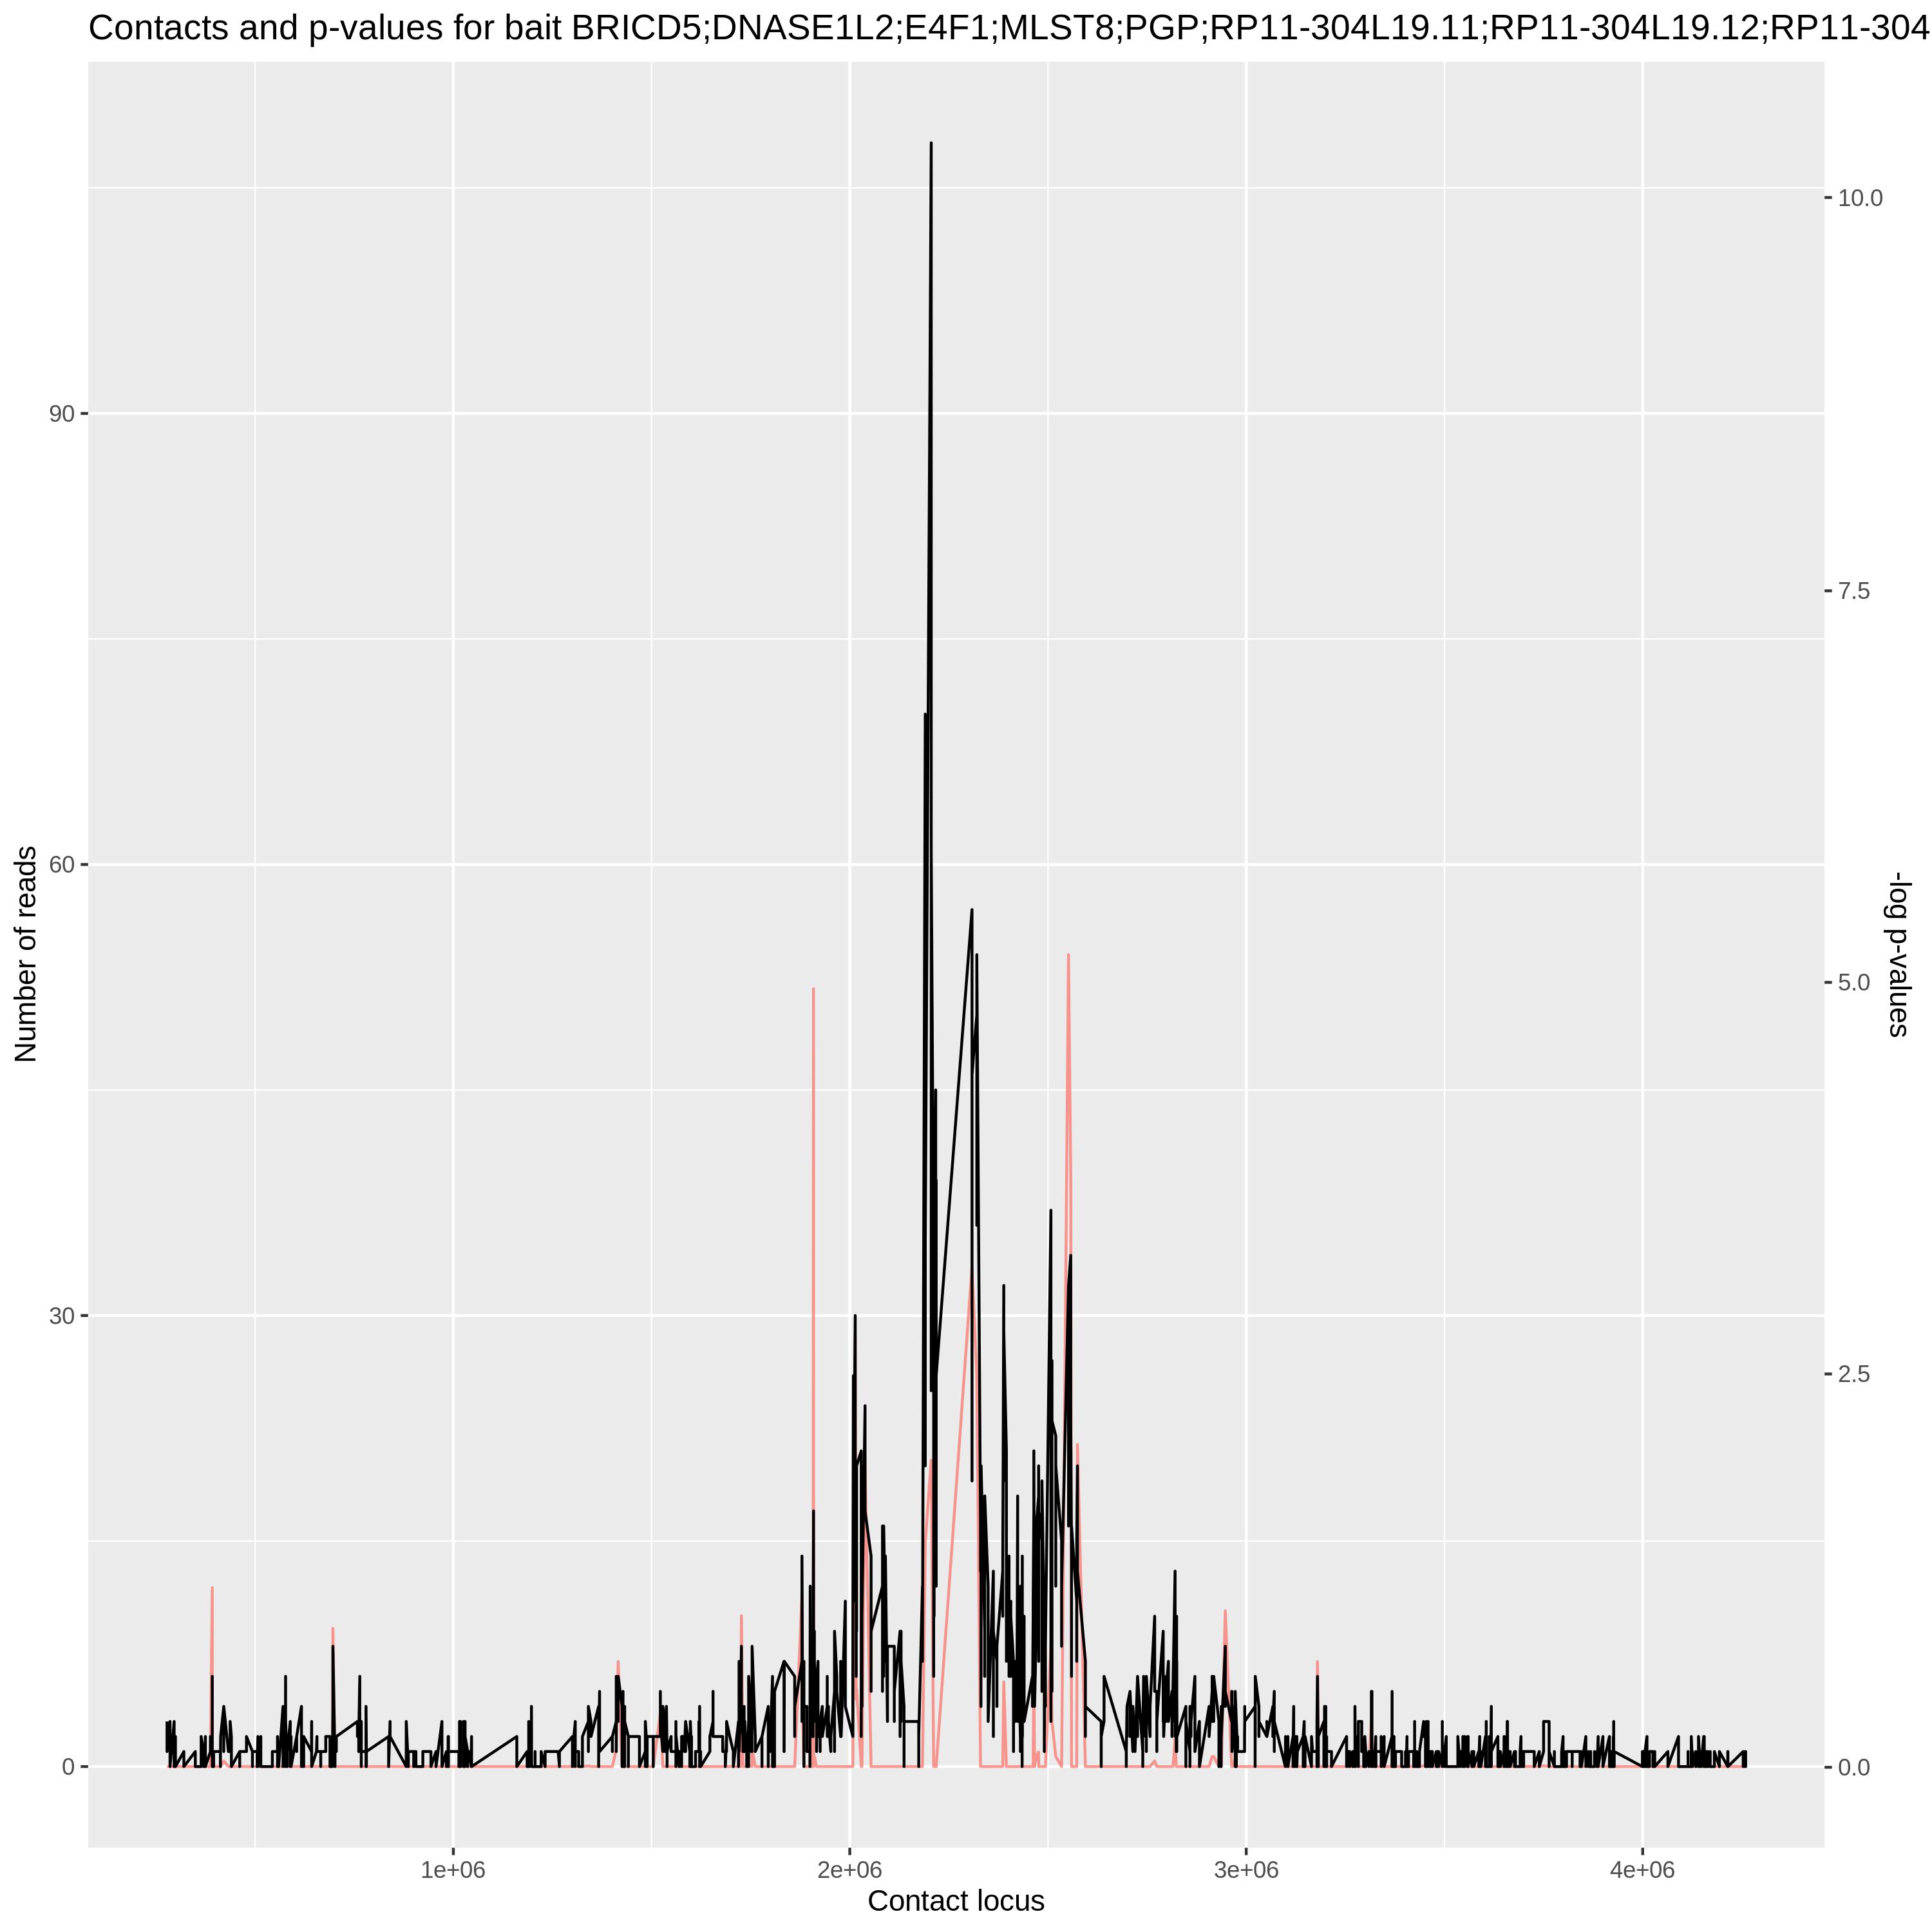 Contacts and p-values for bait BRICD5;DNASE1L2;E4F1;MLST8;PGP;RP11-304L19.11;RP11-304L19.12;RP11-304
Number of reads
90
60
30
0
10.0
7.5
5.0
2.5
0.0
-log p-values
1e+06
2e+06
3e+06
4e+06
Contact locus